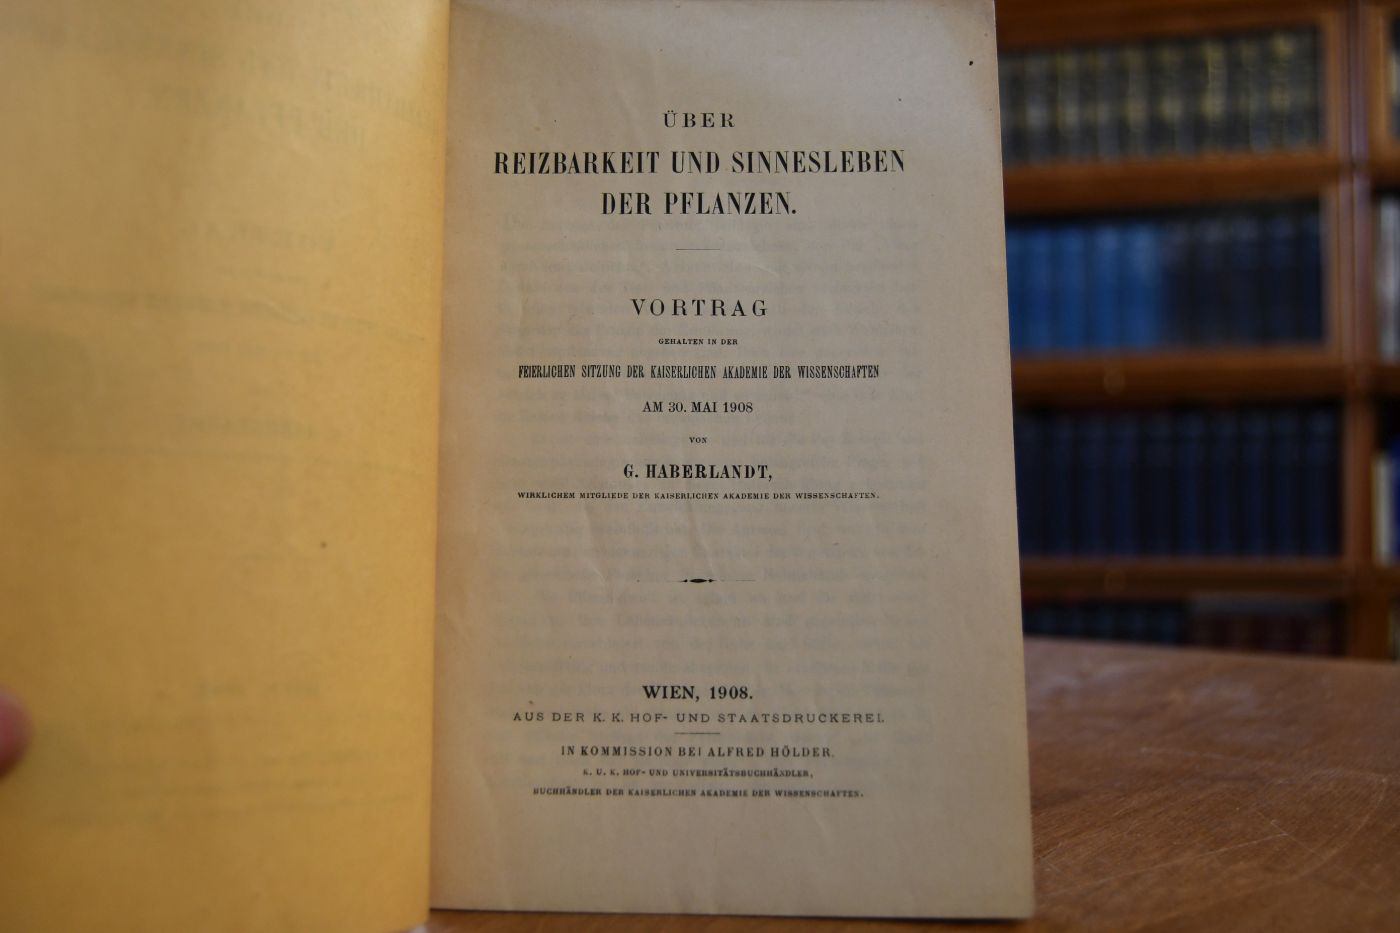 ÜBER
REIZBARKEIT UND SINNESLEBEN
DER PFLANZEN.
VORTRAG
GEHALTEN IN DER
FEIERLICHEN SITZUNG DER KAISERLICHEN AKADEMIE DER WISSENSCHAFTEN
AM 30. MAI 1908
VON
G. HABERLANDT,
WIRKLICHEM MITGLIEDE DER KAISERLICHEN AKADEMIE DER WISSENSCHAFTEN.
WIEN, 1908.
AUS DER K. K. HOF- UND STAATSDRUCKEREI.
IN KOMMISSION BEI ALFRED HÖLDER,
K. U. K. HOF- UND UNIVERSITÄTSBUCHHÄNDLER,
BUCHHÄNDLER DER KAISERLICHEN AKADEMIE DER WISSENSCHAFTEN.